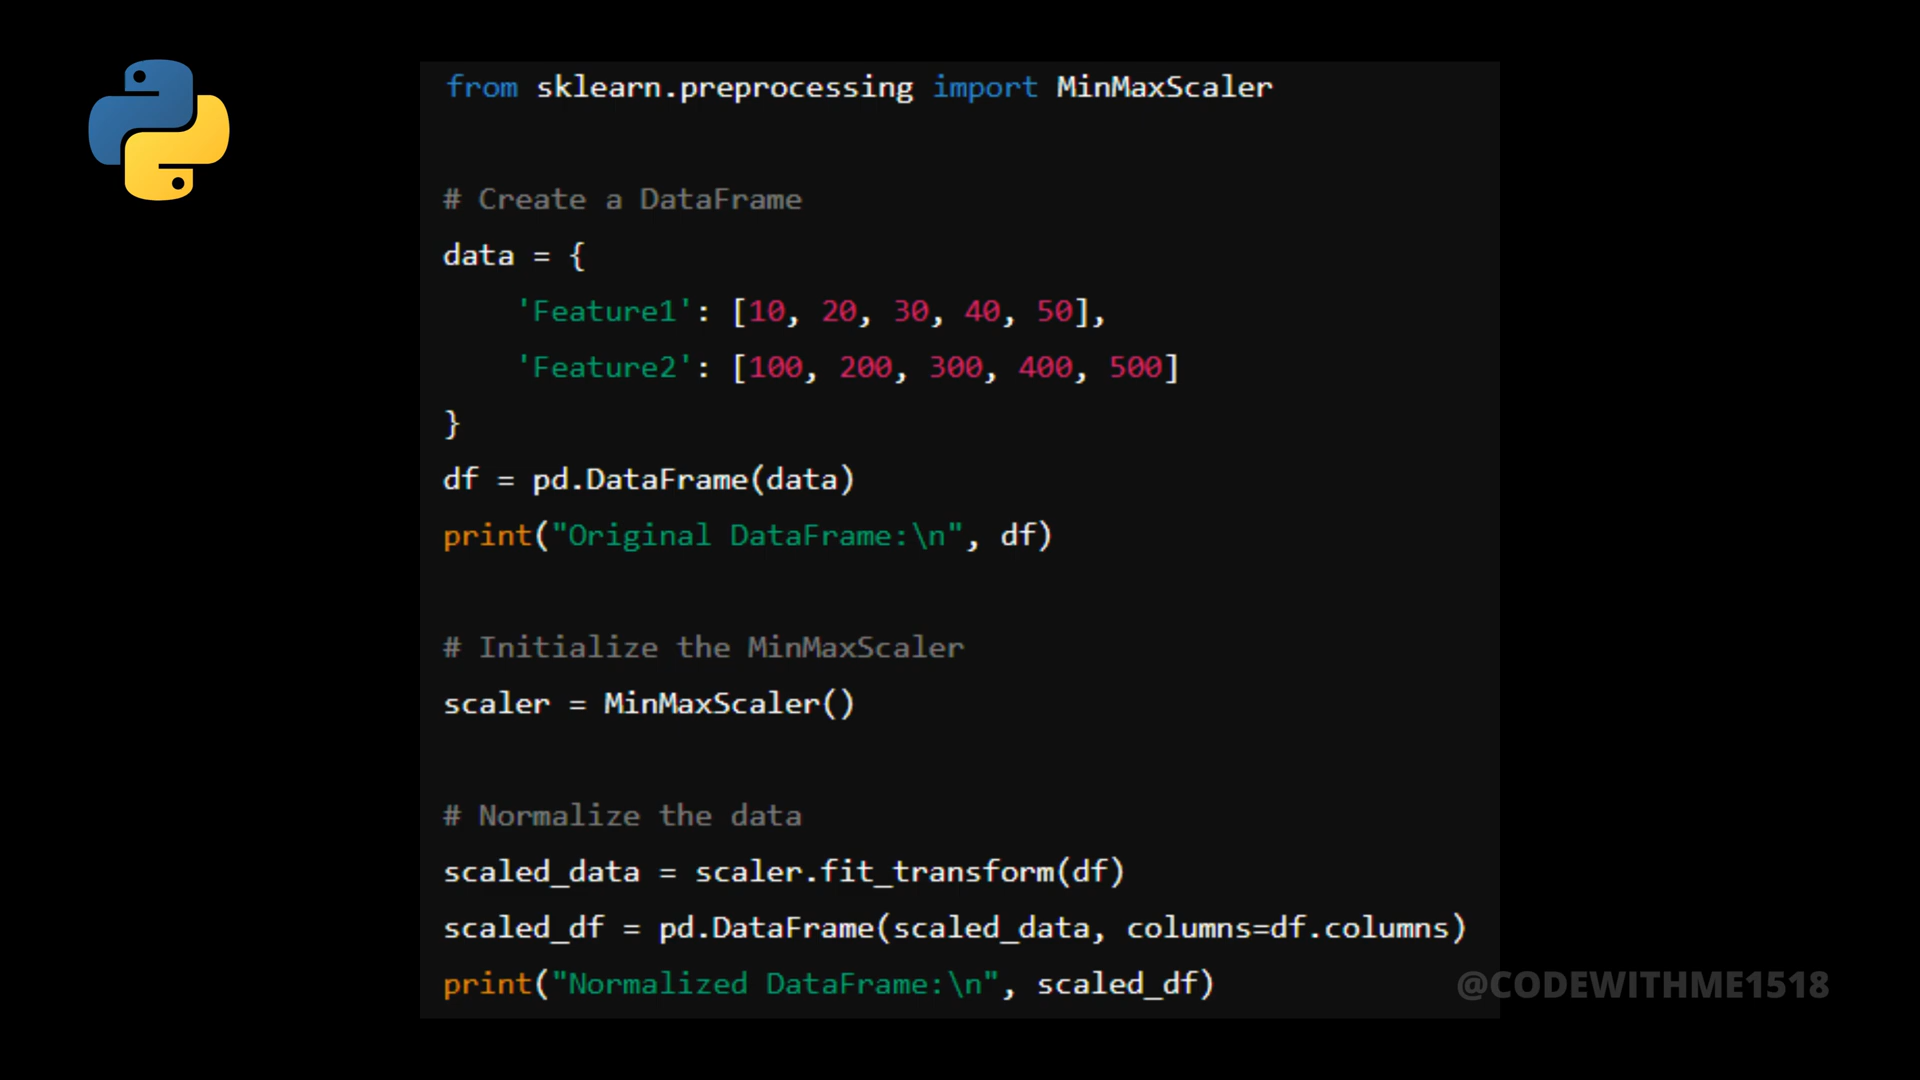 from sklearn.preprocessing import MinMaxScaler
# Create a DataFrame
data = {
    'Feature1': [10, 20, 30, 40, 50],
    'Feature2': [100, 200, 300, 400, 500]
}
df = pd.DataFrame(data)
print("Original DataFrame:\n", df)
# Initialize the MinMaxScaler
scaler = MinMaxScaler()
# Normalize the data
scaled_data = scaler.fit_transform(df)
scaled_df = pd.DataFrame(scaled_data, columns=df.columns)
print("Normalized DataFrame:\n", scaled_df)
@CODEWITHME1518